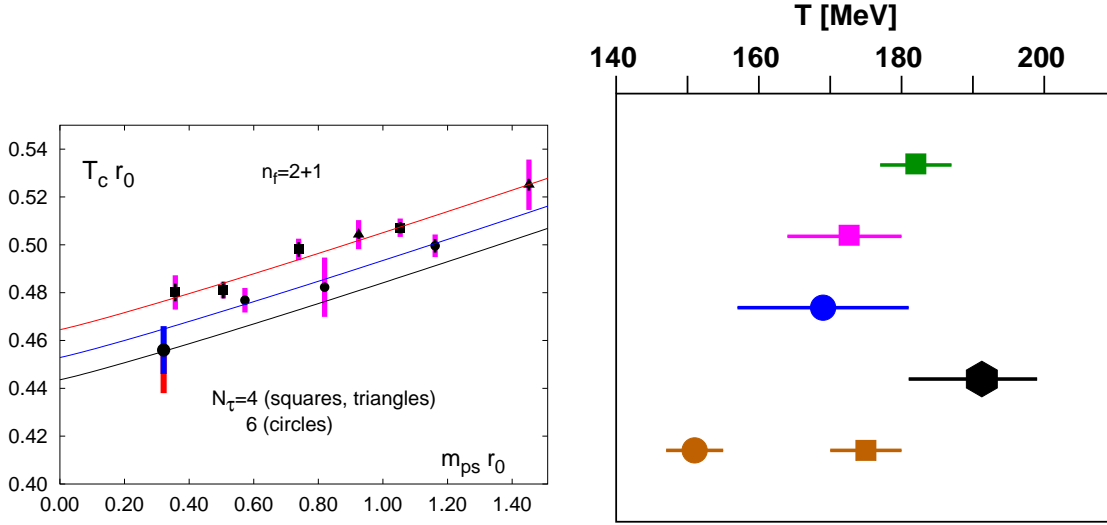 T [MeV]
140 160 180 200
0.54
T_c r_0
n_f=2+1
0.52
0.50
0.48
0.46
0.44
N_τ=4 (squares, triangles)
6 (circles)
0.42
m_ps r_0
0.40
0.00 0.20 0.40 0.60 0.80 1.00 1.20 1.40